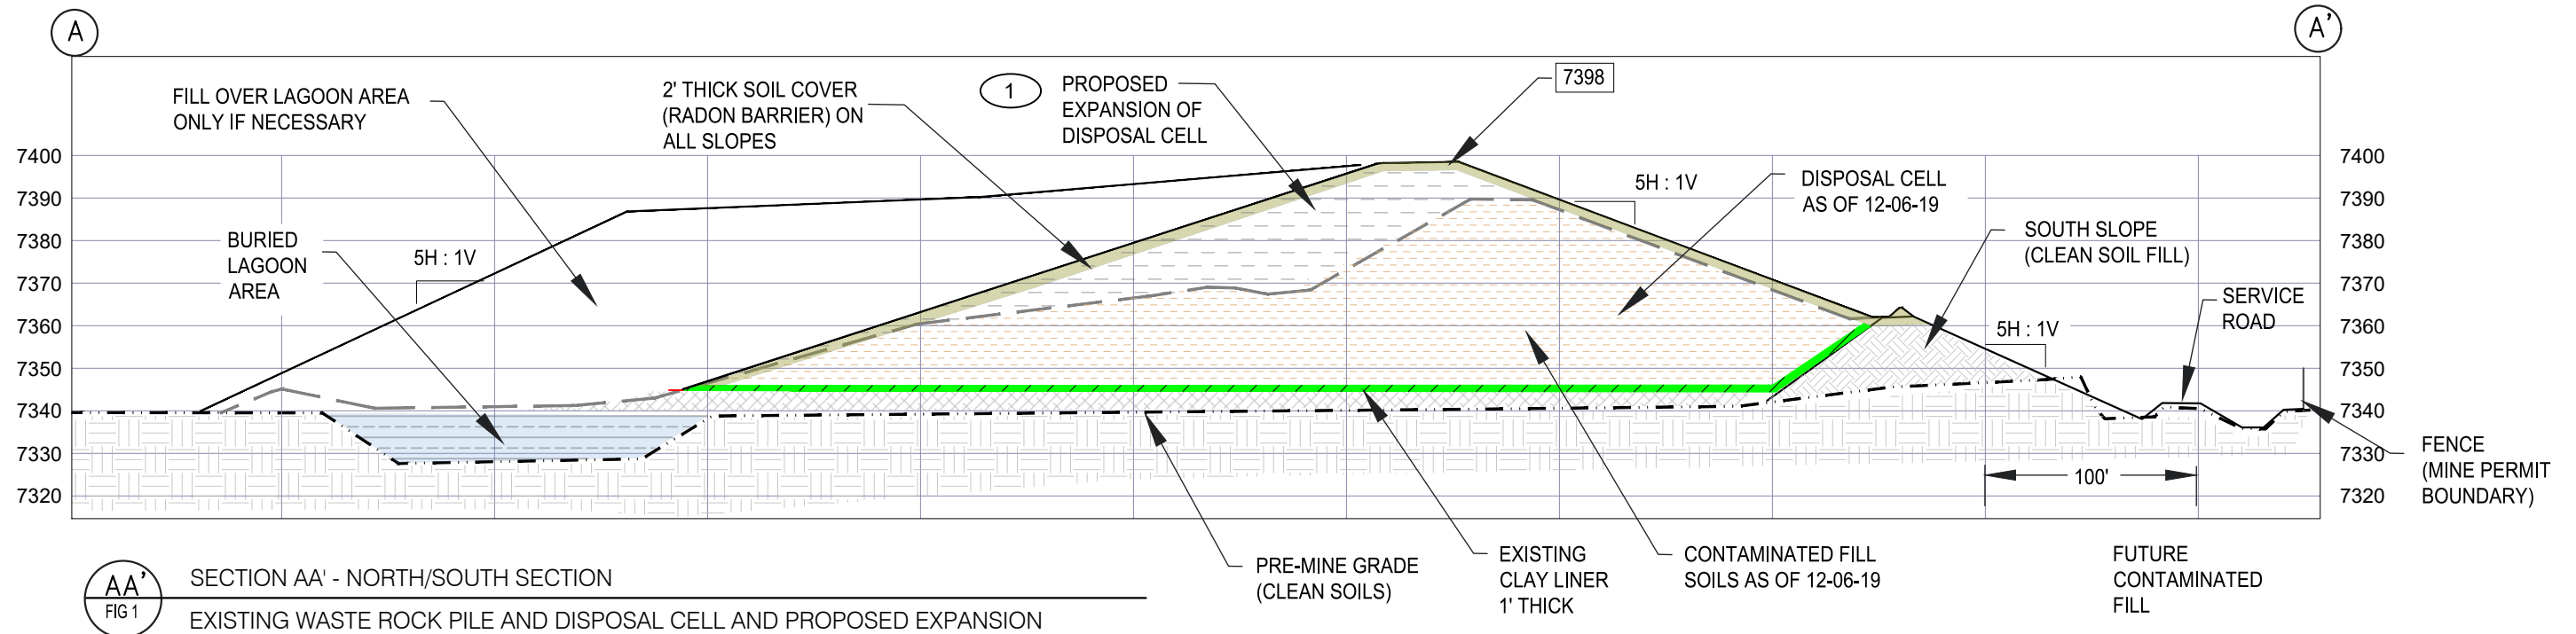 A
A'
FILL OVER LAGOON AREA
ONLY IF NECESSARY
2' THICK SOIL COVER
(RADON BARRIER) ON
ALL SLOPES
1
PROPOSED
EXPANSION OF
DISPOSAL CELL
7398
7400
7390
7380
7370
7360
7350
7340
7330
7320
BURIED
LAGOON
AREA
5H : 1V
5H : 1V
DISPOSAL CELL
AS OF 12-06-19
SOUTH SLOPE
(CLEAN SOIL FILL)
5H : 1V
SERVICE
ROAD
7400
7390
7380
7370
7360
7350
7340
7330
7320
FENCE
(MINE PERMIT
BOUNDARY)
100'
PRE-MINE GRADE
(CLEAN SOILS)
EXISTING
CLAY LINER
1' THICK
CONTAMINATED FILL
SOILS AS OF 12-06-19
FUTURE
CONTAMINATED
FILL
AA'
FIG 1
SECTION AA' - NORTH/SOUTH SECTION
EXISTING WASTE ROCK PILE AND DISPOSAL CELL AND PROPOSED EXPANSION